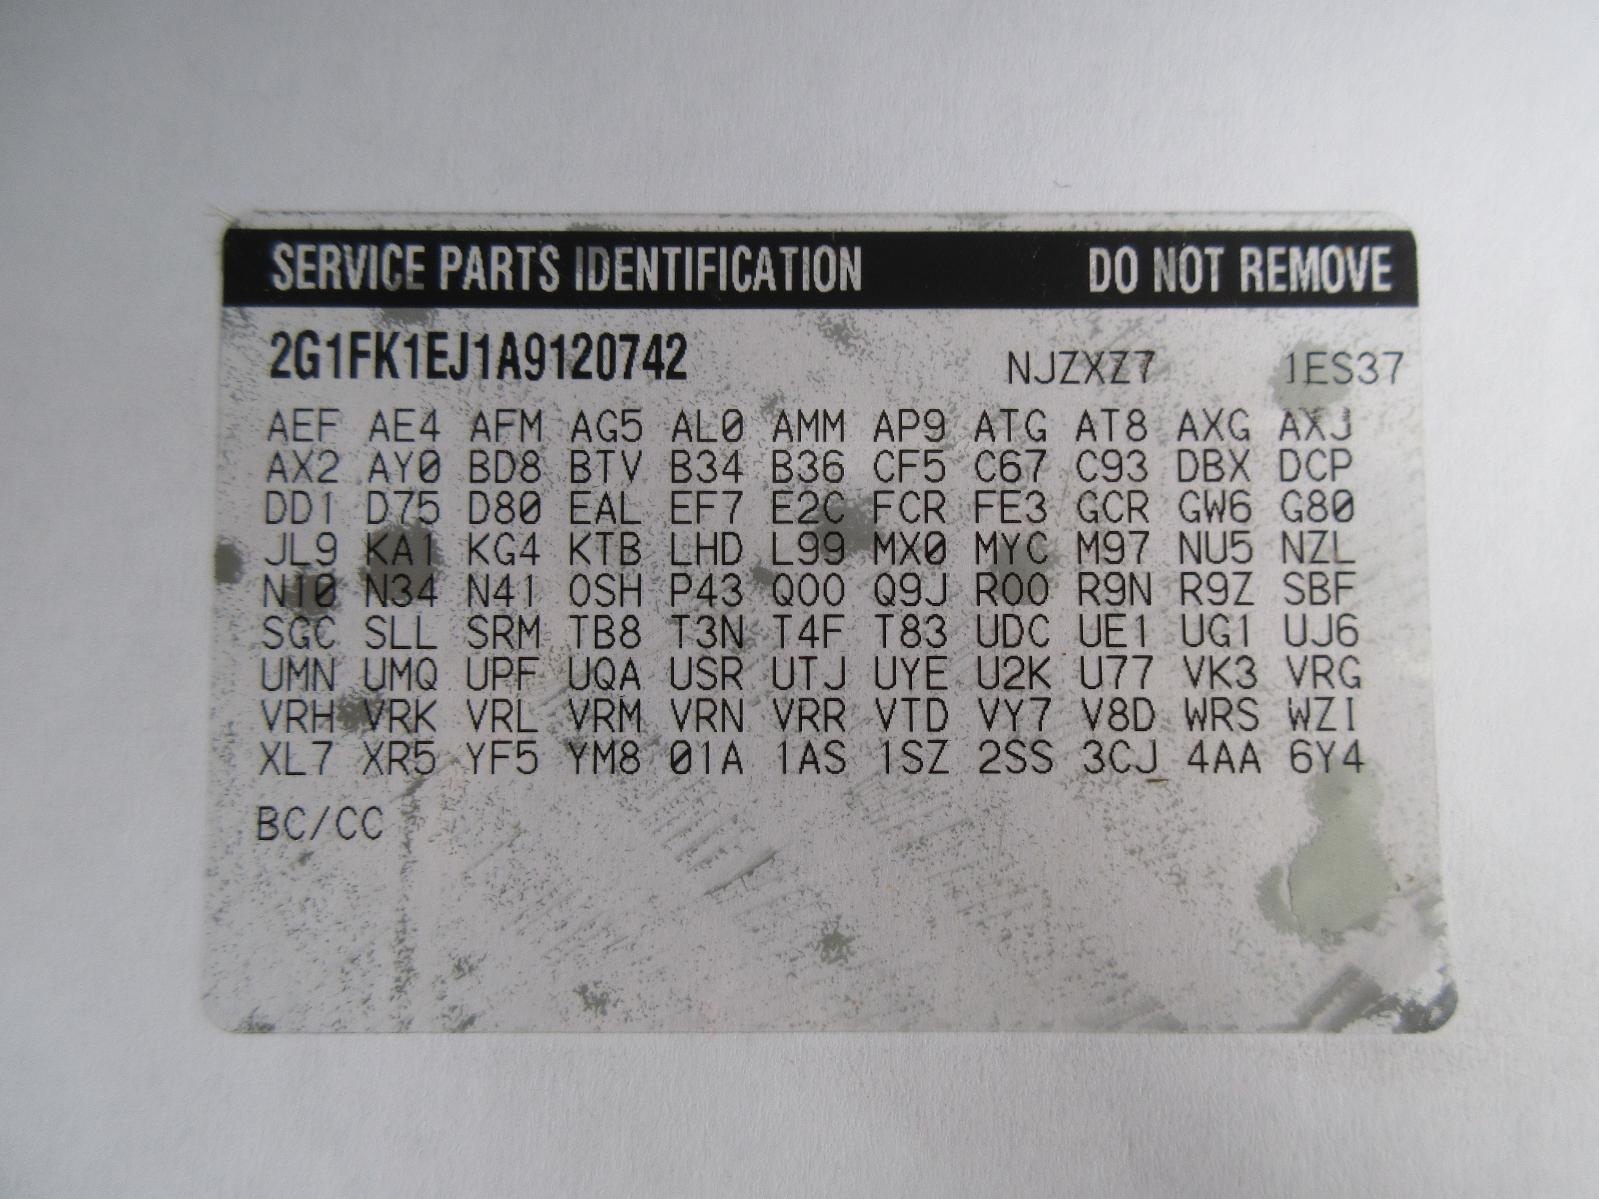 SERVICE PARTS IDENTIFICATION DO NOT REMOVE
2G1FK1EJ1A9120742 NJZXZ7 1ES37
AEF AE4 AFM AG5 AL0 AMM AP9 ATG AT8 AXG AXJ
AX2 AY0 BD8 BTV B34 B36 CF5 C67 C93 DBX DCP
DD1 D75 D80 EAL EF7 E2C FCR FE3 GCR GW6 G80
JL9 KA1 KG4 KTB LHD L99 MX0 MYC M97 NU5 NZL
N10 N34 N41 OSH P43 QOO Q9J ROO R9N R9Z SBF
SGC SLL SRM TB8 T3N T4F T83 UDC UE1 UG1 UJ6
UMN UMQ UPF UQA USR UTJ UYE U2K U77 VK3 VRG
VRH VRK VRL VRM VRN VRR VTD VY7 V8D WRS WZI
XL7 XR5 YF5 YM8 01A 1AS 1SZ 2SS 3CJ 4AA 6Y4
BC/CC